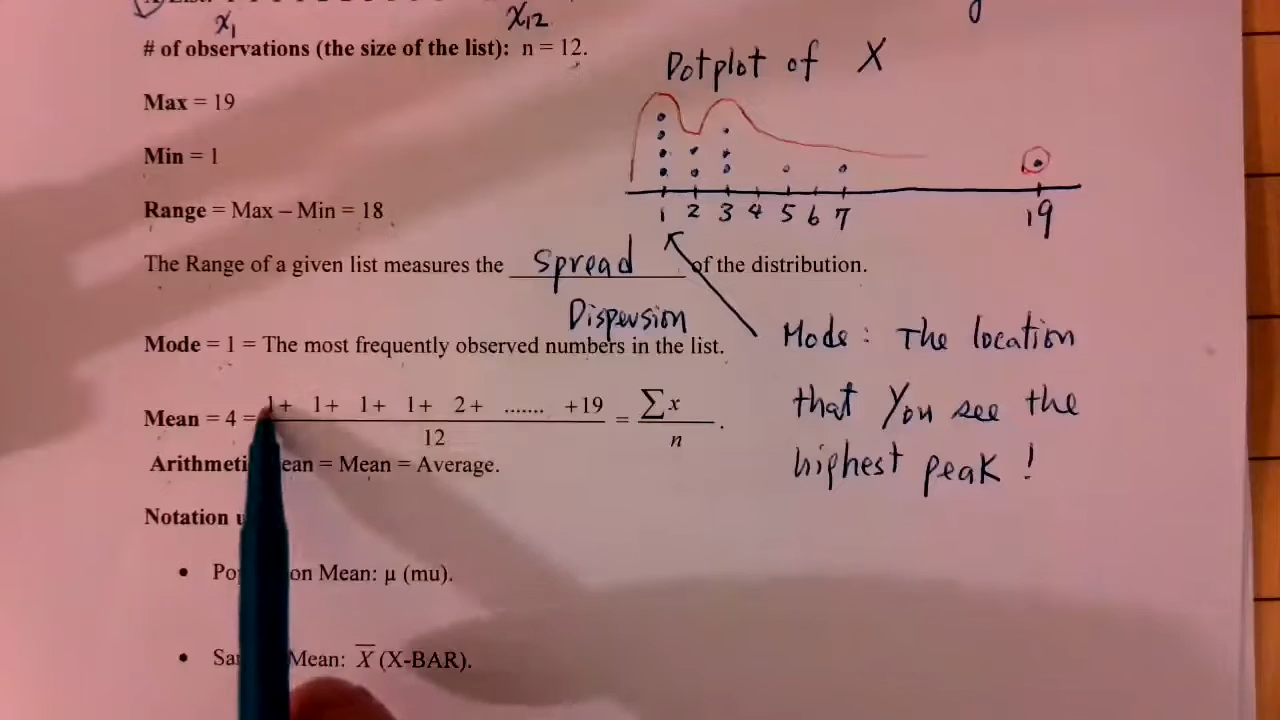 x₁ x₁₂
# of observations (the size of the list): n = 12.
Max = 19
Min = 1
Range = Max – Min = 18
The Range of a given list measures the Spread of the distribution.
Dispersion
Mode = 1 = The most frequently observed numbers in the list.
Mean = 4 = 1+ 1+ 1+ 1+ 2+ ....... +19 = ∑x
12 n .
Mean = Mean = Average.
Notation
Mean: μ (mu).
Mean: X̅ (X-BAR).
Dotplot of X
1 2 3 4 5 6 7 19
Mode: The location
that You see the
highest peak !